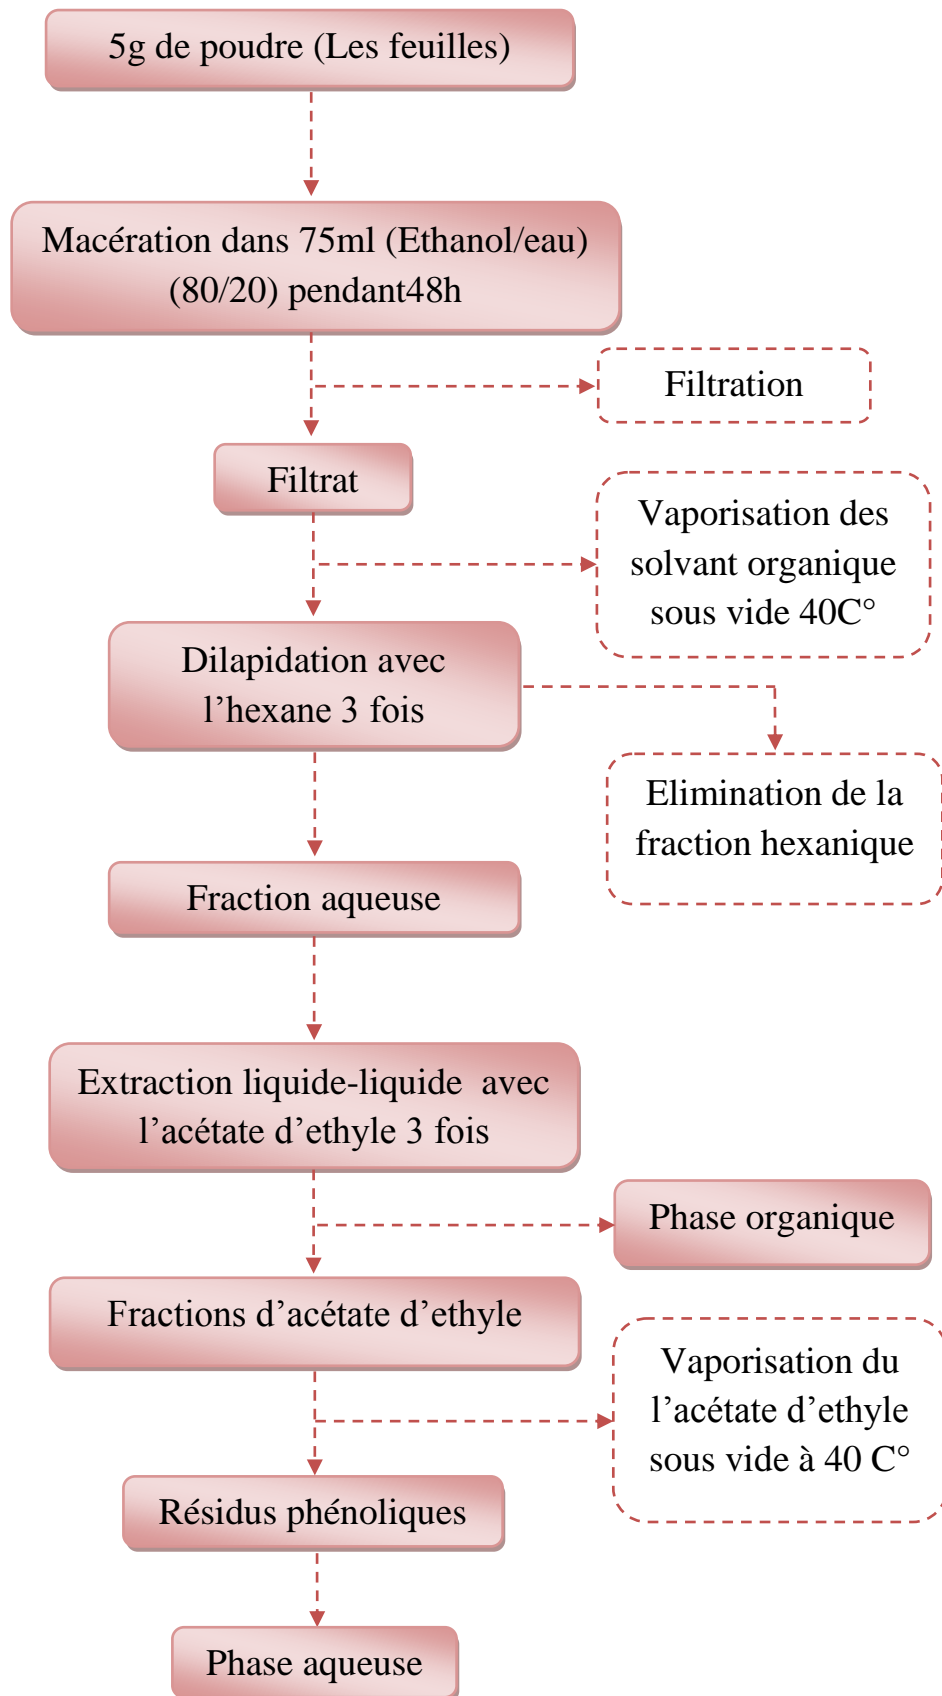 5g de poudre (Les feuilles)
Macération dans 75ml (Ethanol/eau)
(80/20) pendant48h
Filtration
Filtrat
Vaporisation des
solvant organique
sous vide 40C°
Dilapidation avec
l’hexane 3 fois
Elimination de la
fraction hexanique
Fraction aqueuse
Extraction liquide-liquide avec
l’acétate d’ethyle 3 fois
Phase organique
Fractions d’acétate d’ethyle
Vaporisation du
l’acétate d’ethyle
sous vide à 40 C°
Résidus phénoliques
Phase aqueuse